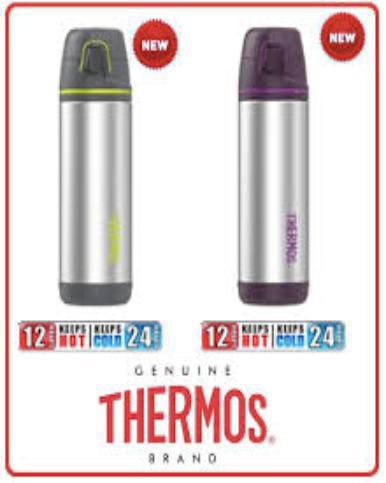 NEW
NEW
THERMOS
12 KEEPS HOT KEEPS COLD 24
12 KEEPS HOT KEEPS COLD 24
GENUINE
THERMOS®
BRAND